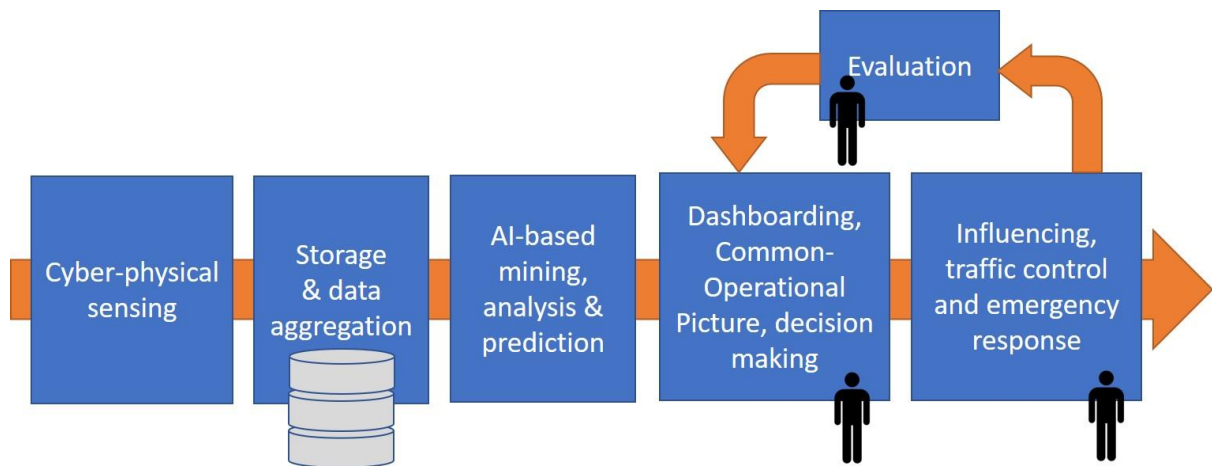 Evaluation
Cyber-physical
sensing
Storage
& data
aggregation
AI-based
mining,
analysis &
prediction
Dashboarding,
Common-
Operational
Picture, decision
making
Influencing,
traffic control
and emergency
response